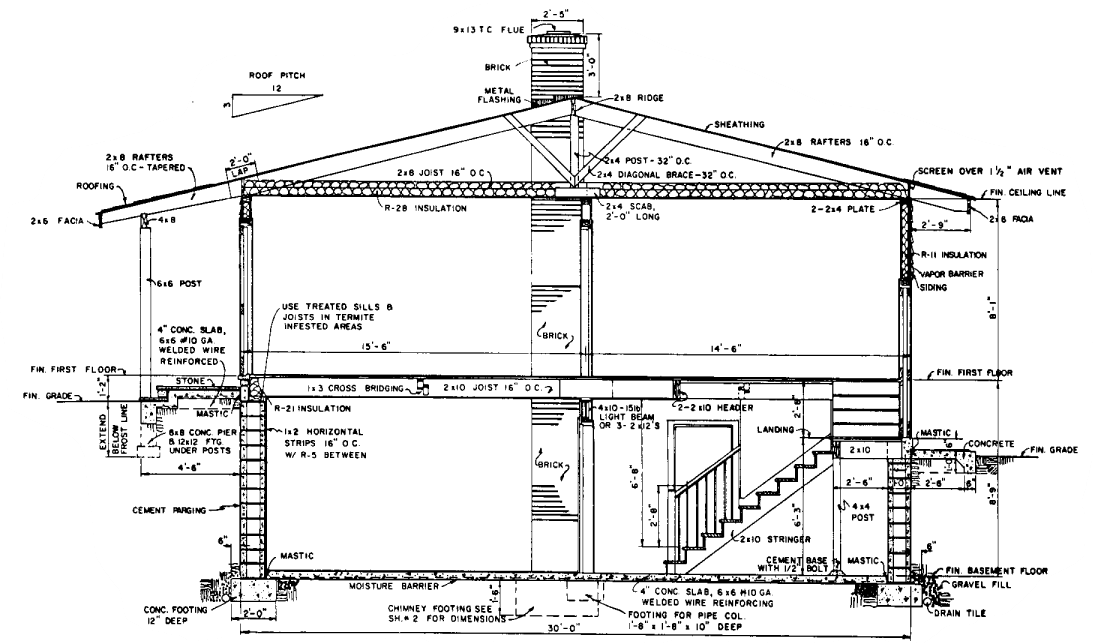 2'-5"
9x13 T C FLUE
BRICK
3'-0"
METAL
FLASHING
ROOF PITCH
12
3
2x8 RIDGE
SHEATHING
2x8 RAFTERS 16" O.C.
2x8 RAFTERS
16" O.C-TAPERED
2'-0"
LAP
2x4 POST-32" O.C.
2x4 DIAGONAL BRACE-32" O.C.
SCREEN OVER 1 1/2" AIR VENT
ROOFING
2x8 JOIST 16" O C
FIN. CEILING LINE
R-28 INSULATION
2x4 SCAB,
2'-0" LONG
2-2x4 PLATE
2x6 FACIA
4x8
2'-9"
2x6 FACIA
R-11 INSULATION
VAPOR BARRIER
SIDING
6x6 POST
8'-1"
USE TREATED SILLS &
JOISTS IN TERMITE
INFESTED AREAS
4" CONC. SLAB,
6x6 #10 GA.
WELDED WIRE
REINFORCED
BRICK
15'-6"
14'-6"
FIN. FIRST FLOOR
FIN. FIRST FLOOR
1'-2"
STONE
1x3 CROSS BRIDGING
2x10 JOIST 16" O.C.
FIN. GRADE
MASTIC
R-21 INSULATION
4x10-15lb
LIGHT BEAM
OR 3-2x12'S
2-2x10 HEADER
LANDING
MASTIC
CONCRETE
EXTEND
BELOW
FROST LINE
8x8 CONC PIER
& 12x12 FTG
UNDER POSTS
1x2 HORIZONTAL
STRIPS 16" O C.
W/ R-5 BETWEEN
2x10
FIN. GRADE
4'-6"
BRICK
6'-8"
2'-6"
1'-0"
2'-6"
6"
8'-9"
CEMENT PARGING
2'-8"
6'-3"
4x4
POST
2x10 STRINGER
6"
MASTIC
CEMENT BASE
WITH 1/2" BOLT
MASTIC
6"
FIN. BASEMENT FLOOR
MOISTURE BARRIER
GRAVEL FILL
CONC. FOOTING
12" DEEP
2'-0"
1'-6"
4" CONC SLAB, 6x6 #10 GA.
WELDED WIRE REINFORCING
DRAIN TILE
CHIMNEY FOOTING SEE
SH.# 2 FOR DIMENSIONS
FOOTING FOR PIPE COL.
1'-8" x 1'-8" x 10" DEEP
30'-0"